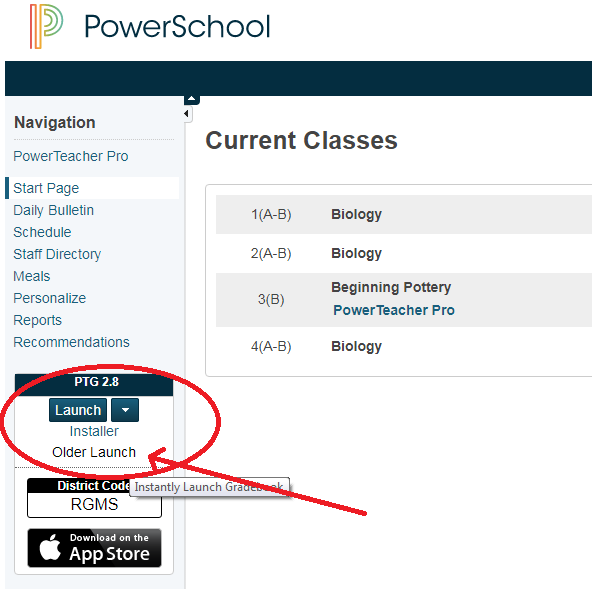 PowerSchool
Navigation
PowerTeacher Pro
Start Page
Daily Bulletin
Schedule
Staff Directory
Meals
Personalize
Reports
Recommendations
PTG 2.8
Launch
Installer
Older Launch
Instantly Launch Gradebook
District Code
RGMS
Download on the
App Store
Current Classes
1(A-B) Biology
2(A-B) Biology
3(B) Beginning Pottery
PowerTeacher Pro
4(A-B) Biology